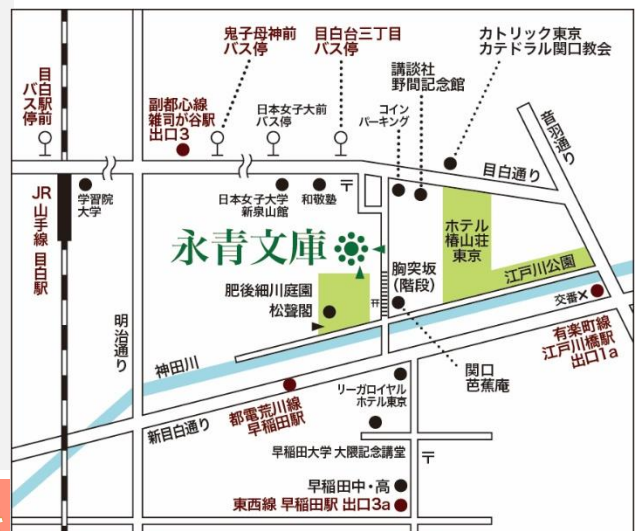 鬼子母神前
バス停
目白台三丁目
バス停
カトリック東京
カテドラル関口教会
目白駅前
バス停
副都心線
雑司が谷駅
出口3
日本女子大前
バス停
講談社
野間記念館
コイン
パーキング
音羽通り
目白通り
JR 山手線 目白駅
学習院
大学
日本女子大学
新泉山館
和敬塾
〒
永青文庫
ホテル
椿山荘
東京
肥後細川庭園
松聲閣
胸突坂
(階段)
江戸川公園
交番
有楽町線
江戸川橋駅
出口1a
明治通り
神田川
関口
芭蕉庵
都電荒川線
早稲田駅
リーガロイヤル
ホテル東京
新目白通り
早稲田大学 大隈記念講堂
〒
早稲田中・高
東西線 早稲田駅 出口3a